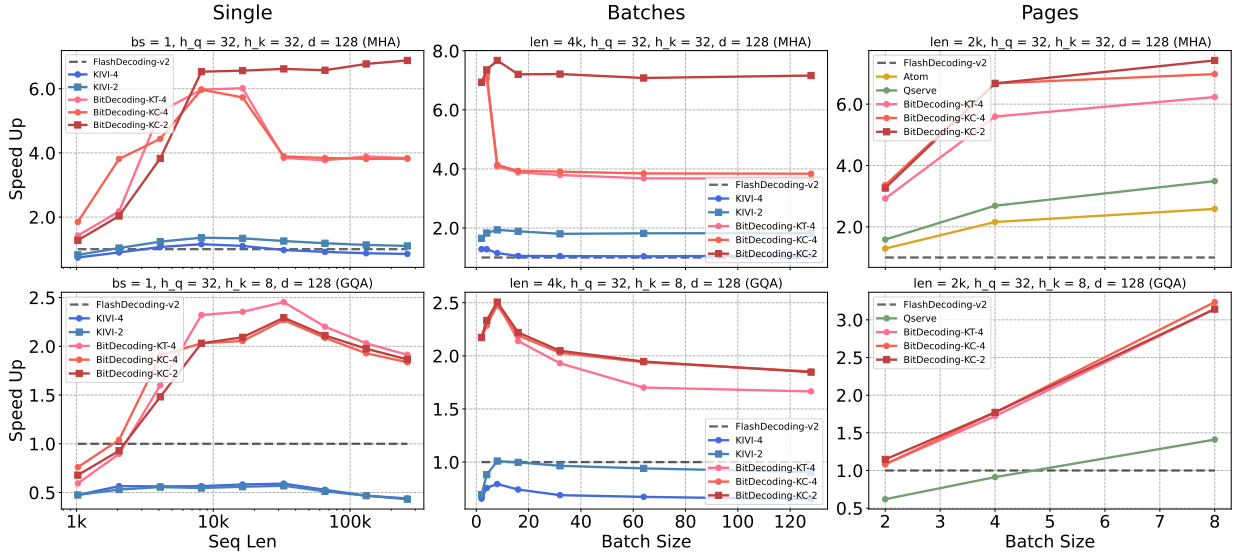 Single
Batches
Pages
bs = 1, h_q = 32, h_k = 32, d = 128 (MHA)
Speed Up
6.0
4.0
2.0
FlashDecoding-v2
KIVI-4
KIVI-2
BitDecoding-KT-4
BitDecoding-KC-4
BitDecoding-KC-2
len = 4k, h_q = 32, h_k = 32, d = 128 (MHA)
8.0
6.0
4.0
2.0
FlashDecoding-v2
KIVI-4
KIVI-2
BitDecoding-KT-4
BitDecoding-KC-4
BitDecoding-KC-2
len = 2k, h_q = 32, h_k = 32, d = 128 (MHA)
6.0
4.0
2.0
FlashDecoding-v2
Atom
Qserve
BitDecoding-KT-4
BitDecoding-KC-4
BitDecoding-KC-2
bs = 1, h_q = 32, h_k = 8, d = 128 (GQA)
Speed Up
2.5
2.0
1.5
1.0
0.5
FlashDecoding-v2
KIVI-4
KIVI-2
BitDecoding-KT-4
BitDecoding-KC-4
BitDecoding-KC-2
1k
10k
100k
Seq Len
len = 4k, h_q = 32, h_k = 8, d = 128 (GQA)
2.5
2.0
1.5
1.0
FlashDecoding-v2
KIVI-4
KIVI-2
BitDecoding-KT-4
BitDecoding-KC-4
BitDecoding-KC-2
0
20
40
60
80
100
120
Batch Size
len = 2k, h_q = 32, h_k = 8, d = 128 (GQA)
3.0
2.5
2.0
1.5
1.0
0.5
FlashDecoding-v2
Qserve
BitDecoding-KT-4
BitDecoding-KC-4
BitDecoding-KC-2
2
3
4
5
6
7
8
Batch Size